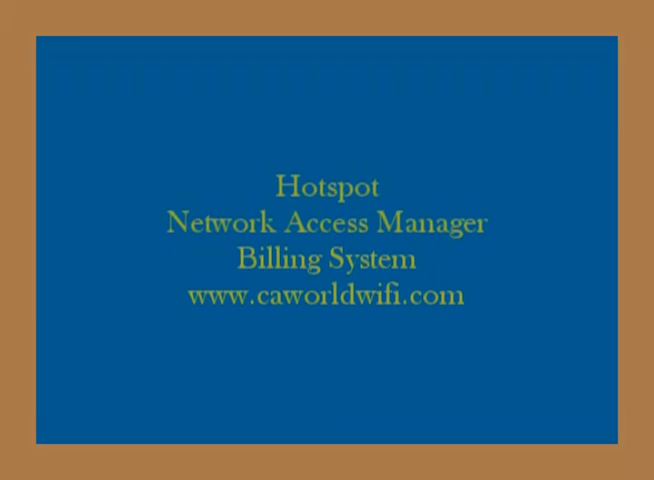 Hotspot
Network Access Manager
Billing System
www.caworldwifi.com